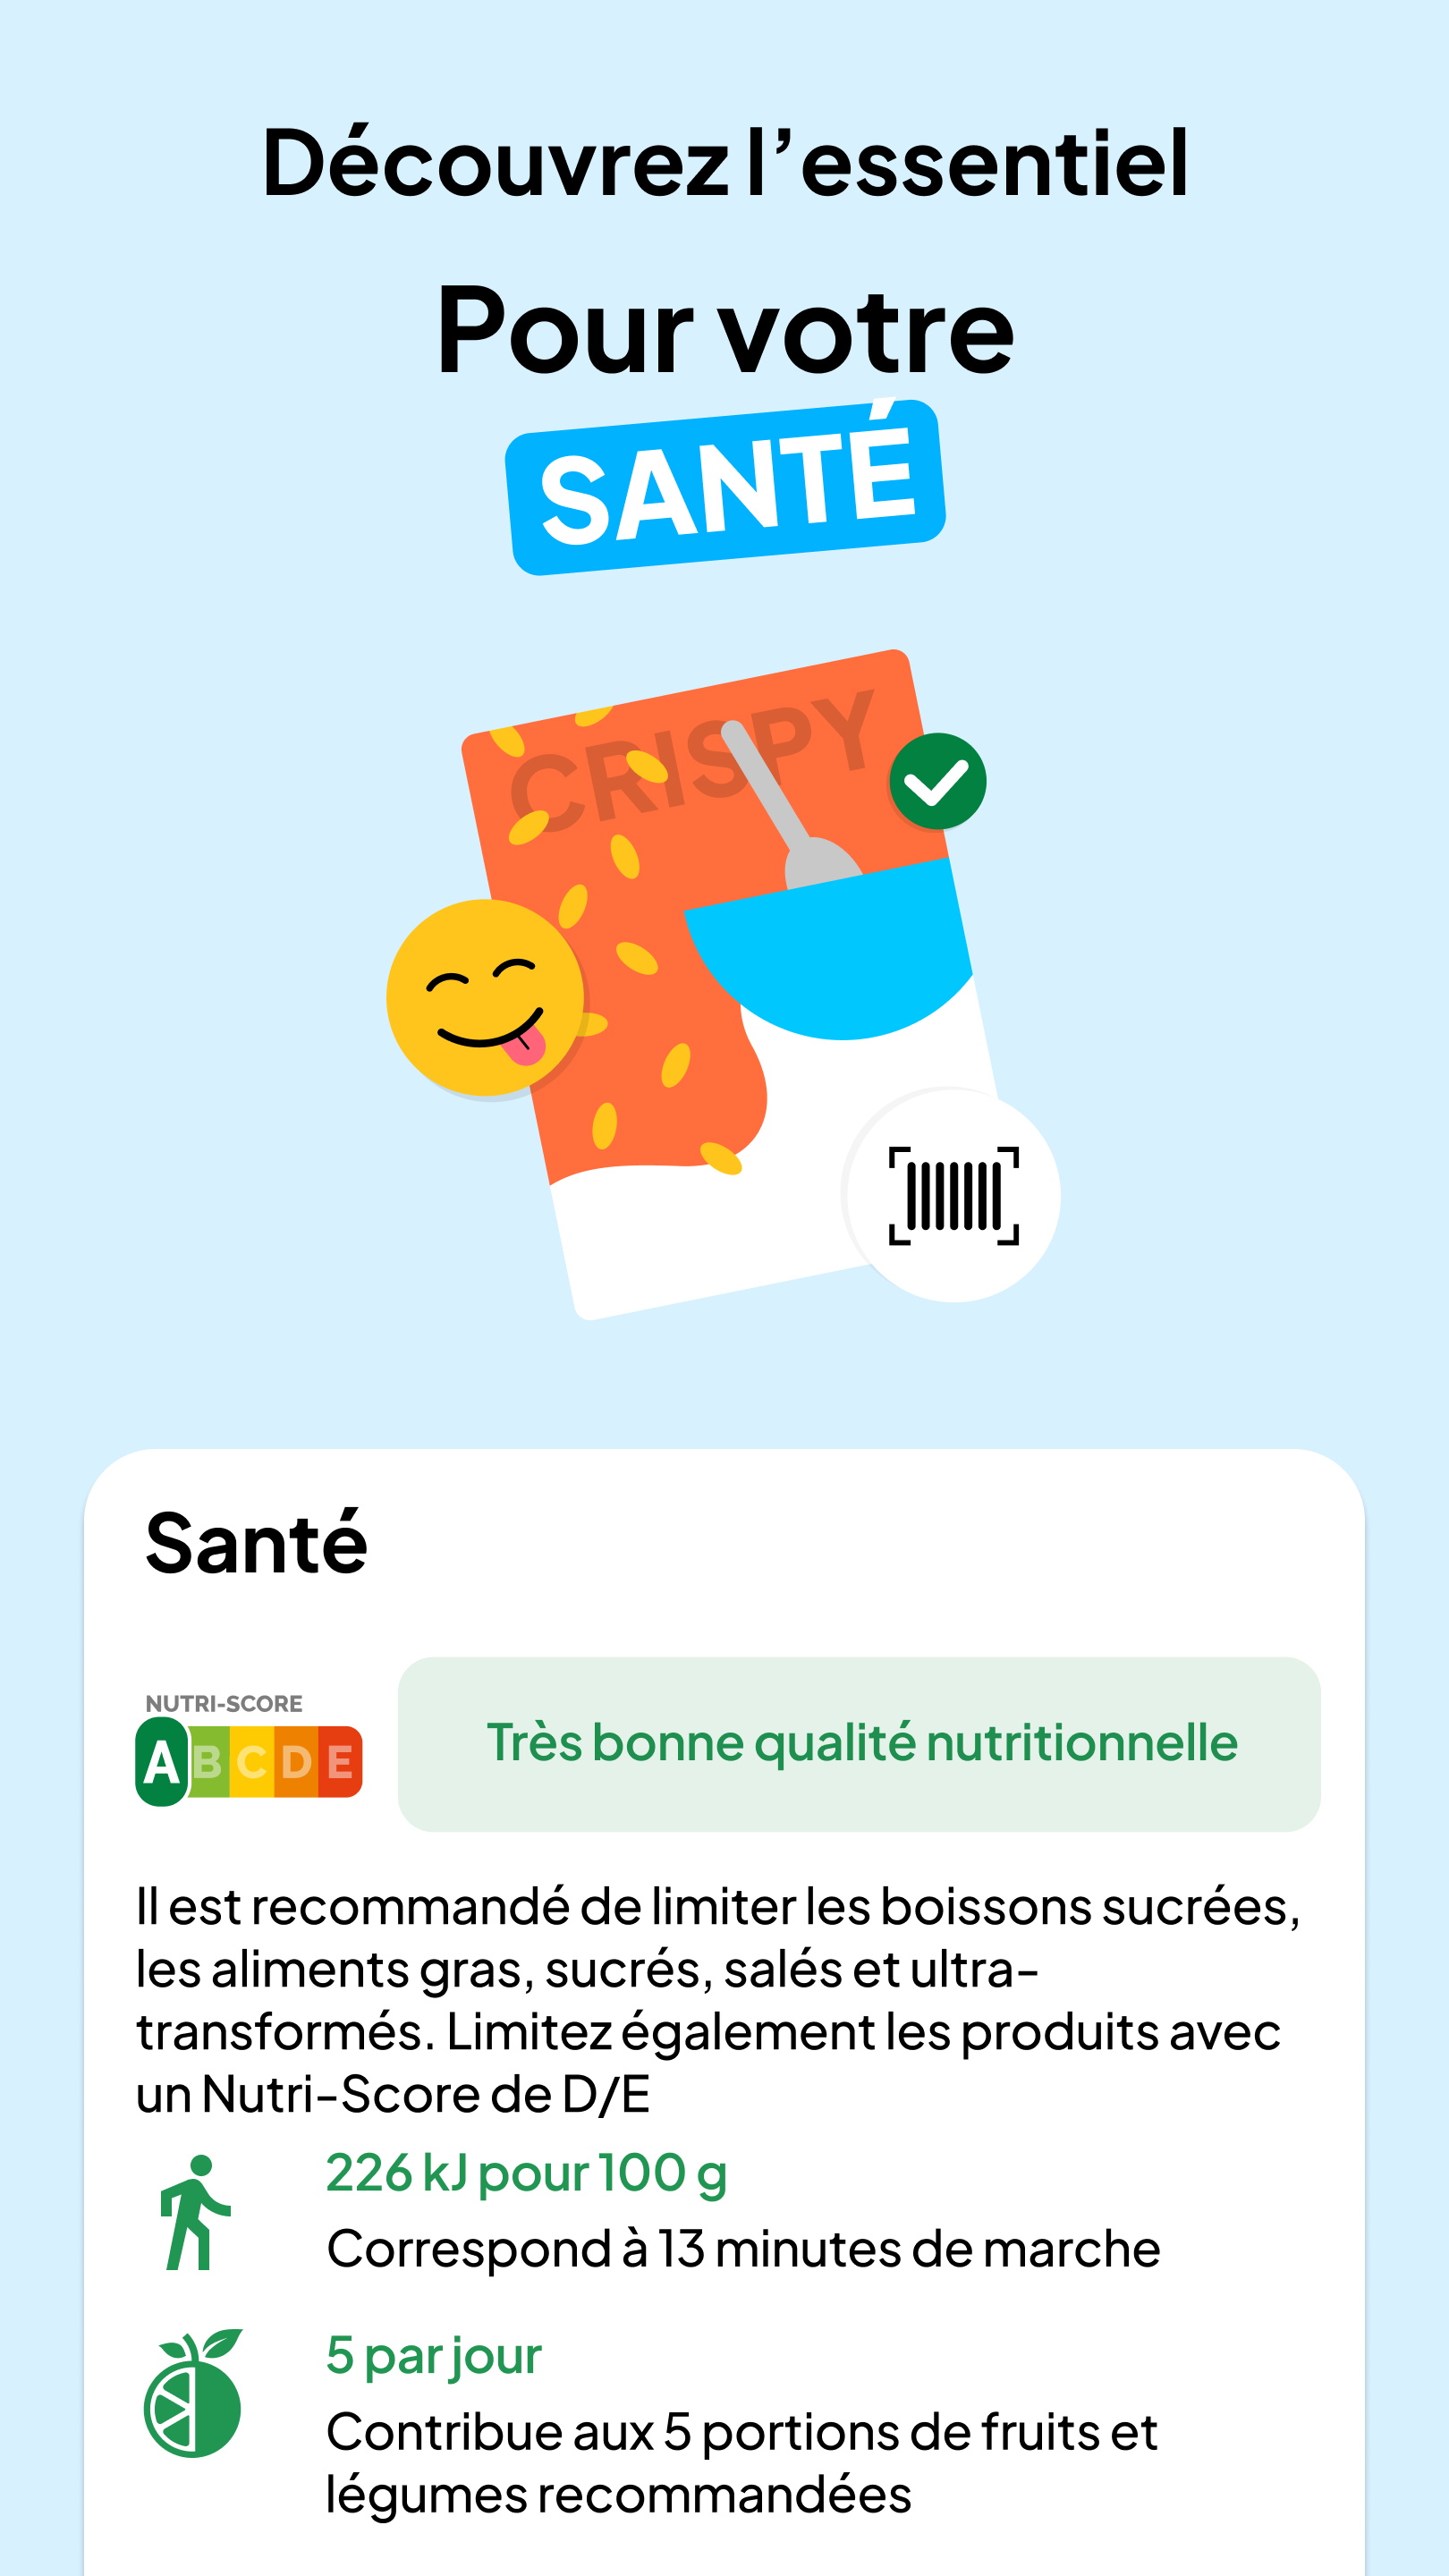 Découvrez l’essentiel
Pour votre
SANTÉ
CRISPY
Santé
NUTRI-SCORE
A B C D E
Très bonne qualité nutritionnelle
Il est recommandé de limiter les boissons sucrées,
les aliments gras, sucrés, salés et ultra-
transformés. Limitez également les produits avec
un Nutri-Score de D/E
226 kJ pour 100 g
Correspond à 13 minutes de marche
5 par jour
Contribue aux 5 portions de fruits et
légumes recommandées